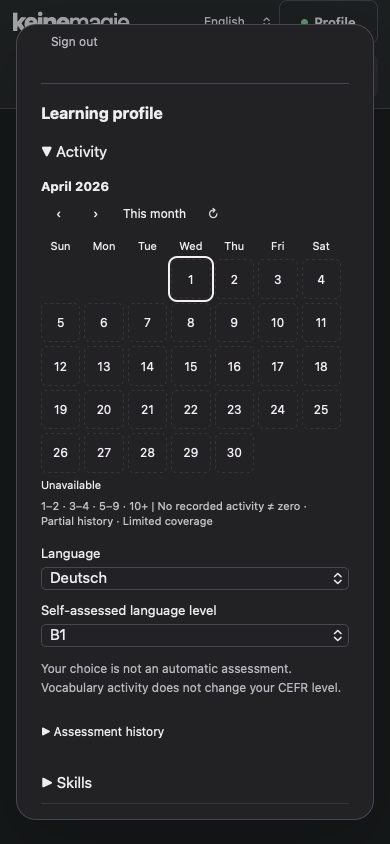 keinemagie
English
Profile
Sign out
Learning profile
▼ Activity
April 2026
‹ › This month ↻
Sun Mon Tue Wed Thu Fri Sat
1 2 3 4
5 6 7 8 9 10 11
12 13 14 15 16 17 18
19 20 21 22 23 24 25
26 27 28 29 30
Unavailable
1–2 · 3–4 · 5–9 · 10+ | No recorded activity ≠ zero ·
Partial history · Limited coverage
Language
Deutsch
Self-assessed language level
B1
Your choice is not an automatic assessment.
Vocabulary activity does not change your CEFR level.
▶ Assessment history
▶ Skills